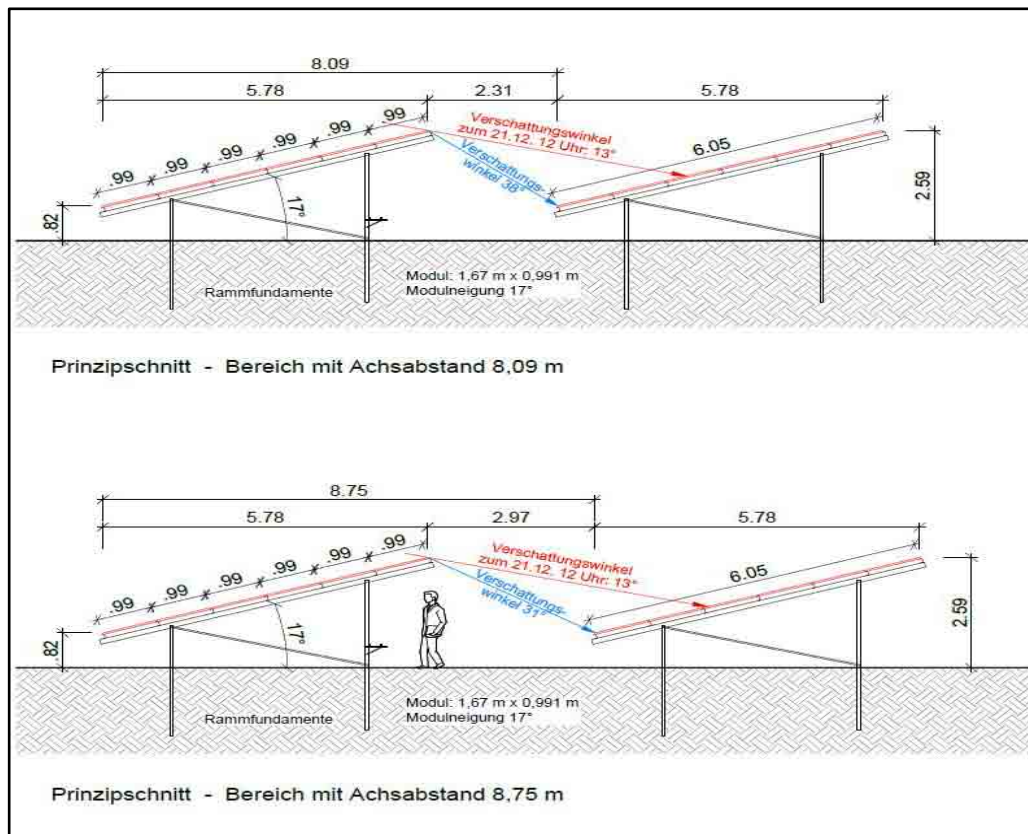 8.09
5.78
2.31
5.78
.99
.99
.99
.99
.99
.99
Verschattungswinkel
zum 21.12. 12 Uhr: 13°
Verschattungs-
winkel 38°
6.05
2.59
.82
17°
Rammfundamente
Modul: 1,67 m x 0,991 m
Modulneigung 17°
Prinzipschnitt - Bereich mit Achsabstand 8,09 m
8.75
5.78
2.97
5.78
.99
.99
.99
.99
.99
.99
Verschattungswinkel
zum 21.12. 12 Uhr: 13°
Verschattungs-
winkel 31°
6.05
2.59
.82
17°
Rammfundamente
Modul: 1,67 m x 0,991 m
Modulneigung 17°
Prinzipschnitt - Bereich mit Achsabstand 8,75 m